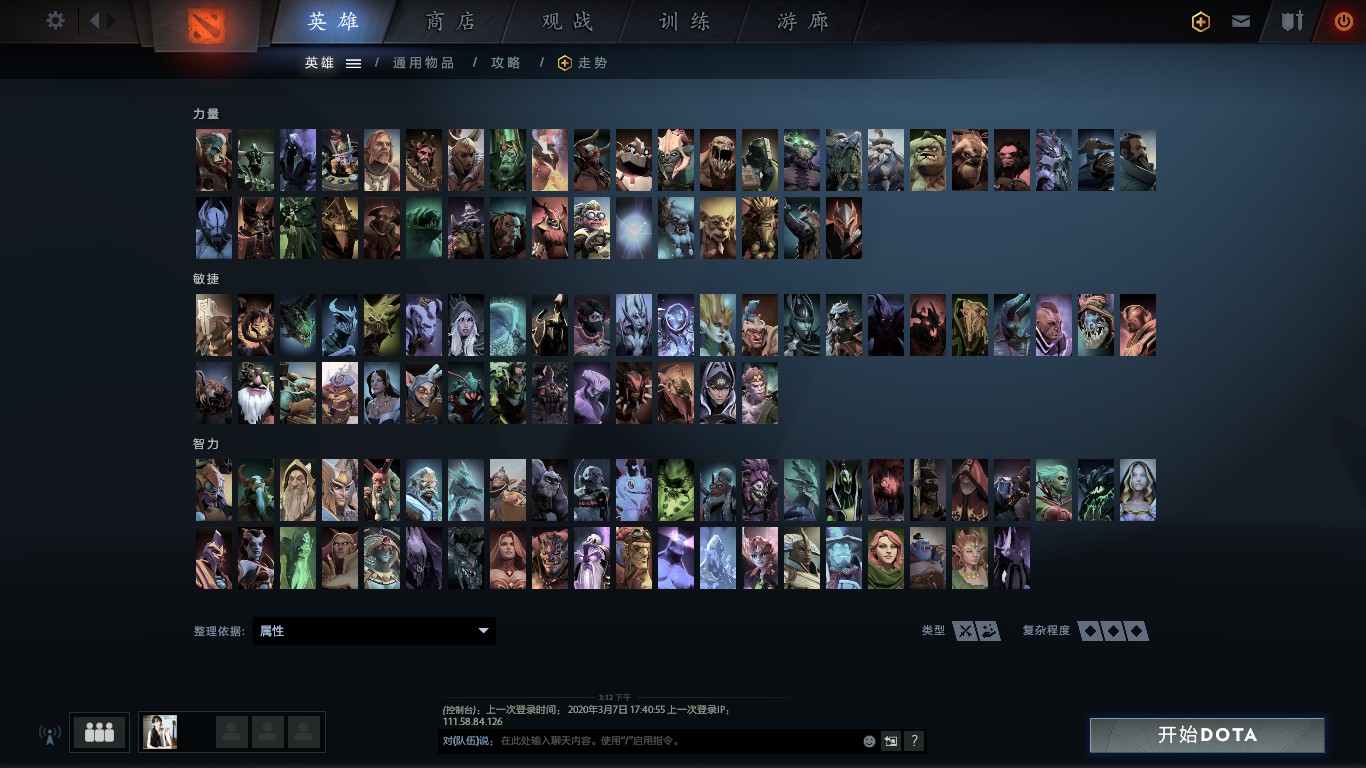 英雄 商店 观战 训练 游廊
英雄 / 通用物品 / 攻略 / 走势
力量
敏捷
智力
整理依据: 属性 类型 复杂程度
3:12 下午
(控制台): 上一次登录时间: 2020年3月7日 17:40:55 上一次登录IP:
111.58.84.126
对(队伍)说: 在此处输入聊天内容。使用“/”启用指令。 ?
开始DOTA